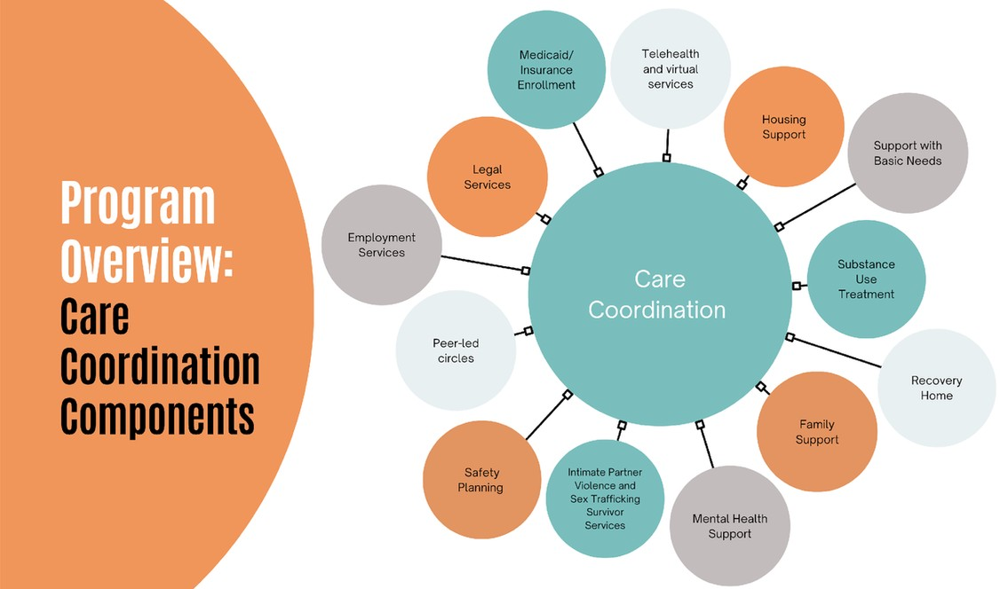 Program
Overview:
Care
Coordination
Components
Medicaid/
Insurance
Enrollment
Telehealth
and virtual
services
Housing
Support
Support with
Basic Needs
Legal
Services
Employment
Services
Substance
Use
Treatment
Care
Coordination
Peer-led
circles
Recovery
Home
Family
Support
Safety
Planning
Intimate Partner
Violence and
Sex Trafficking
Survivor
Services
Mental Health
Support